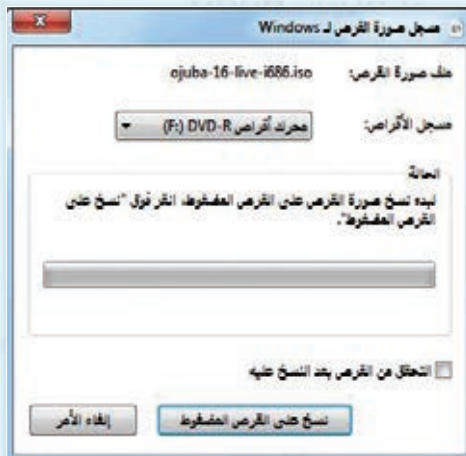 مسجل صورة القرص لـ Windows
ملف صورة القرص: ojuba-16-live-i686.iso
مسجل الأقراص: محرك أقراص DVD-R (F:)
الحالة
لبدء نسخ صورة القرص على القرص المضغوط، انقر فوق "نسخ على
القرص المضغوط".
التحقق من القرص بعد النسخ عليه
نسخ على القرص المضغوط
إلغاء الأمر